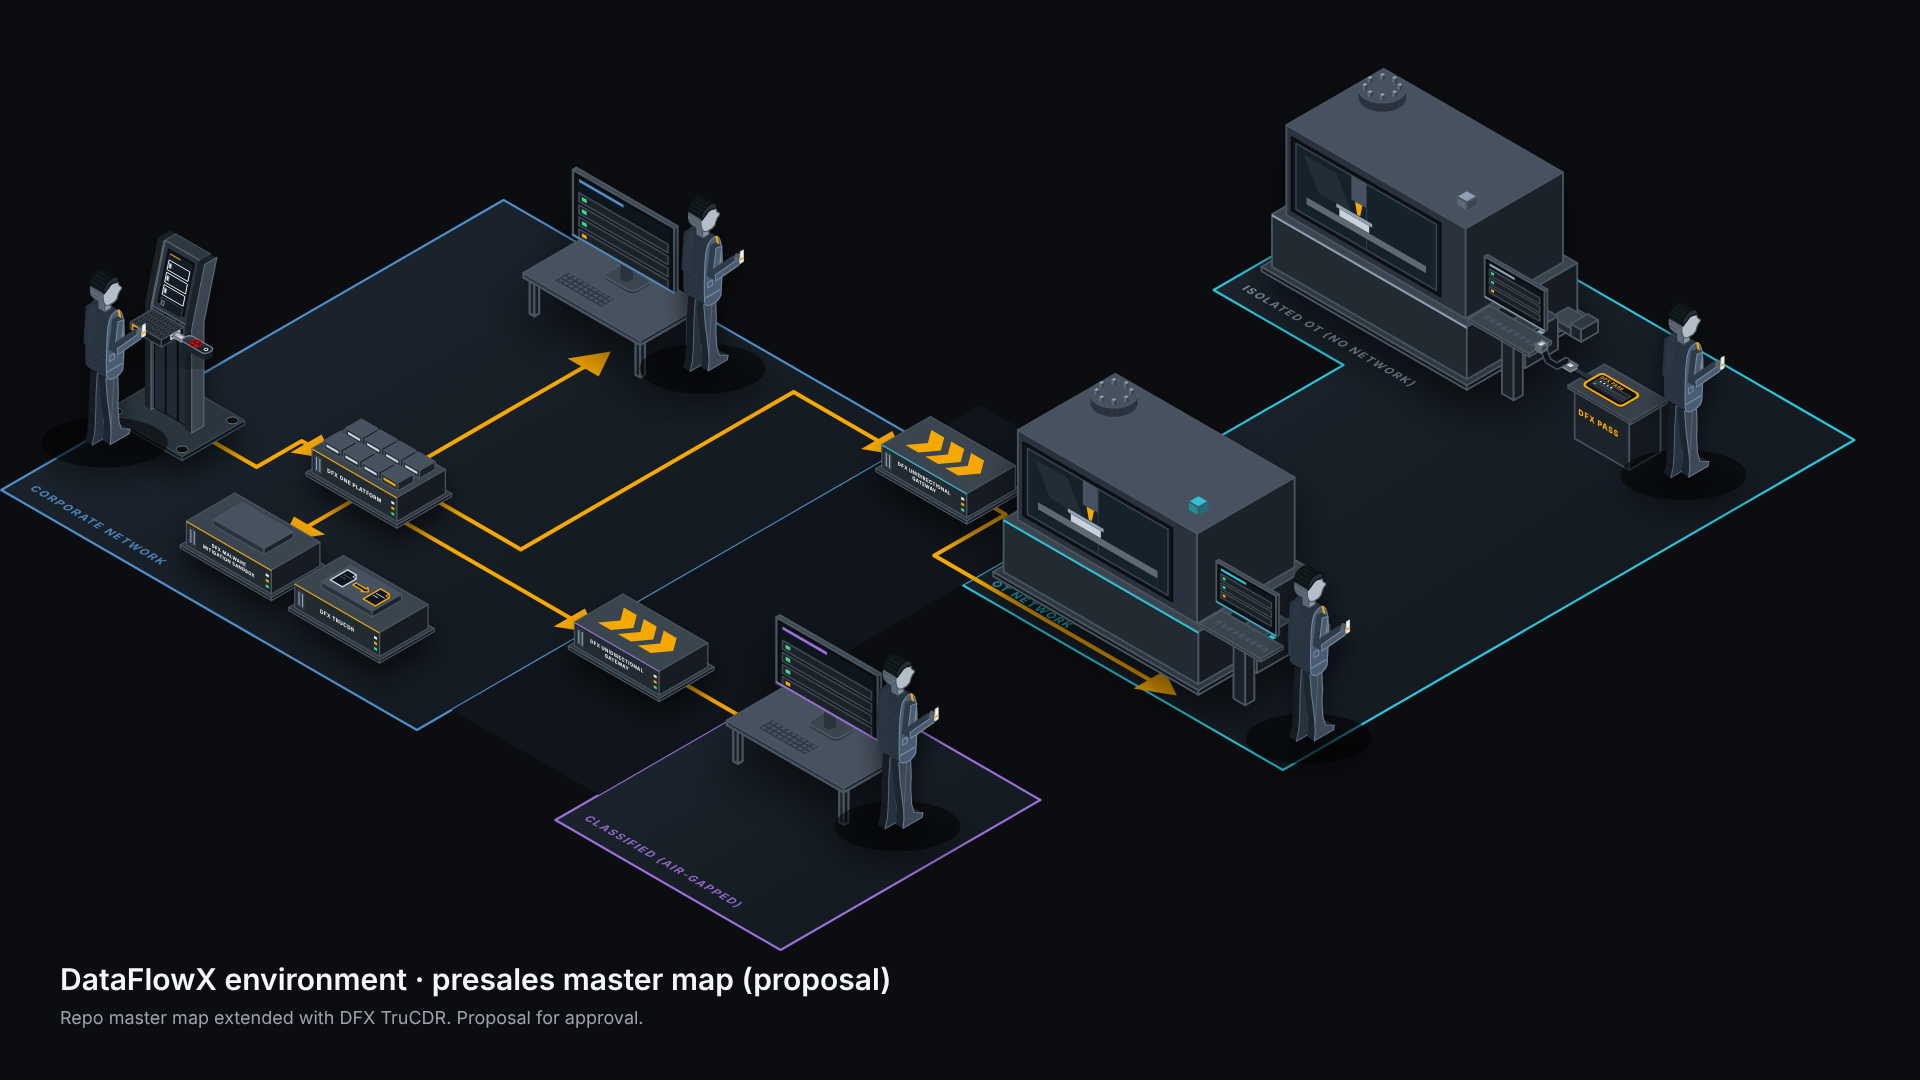 ISOLATED OT (NO NETWORK)
DFX PASS
DFX PASS
CORPORATE NETWORK
DFX ONE PLATFORM
DFX MALWARE
MITIGATION SANDBOX
DFX TRUCDR
DFX UNIDIRECTIONAL
GATEWAY
DFX UNIDIRECTIONAL
GATEWAY
OT NETWORK
CLASSIFIED (AIR-GAPPED)
DataFlowX environment · presales master map (proposal)
Repo master map extended with DFX TruCDR. Proposal for approval.